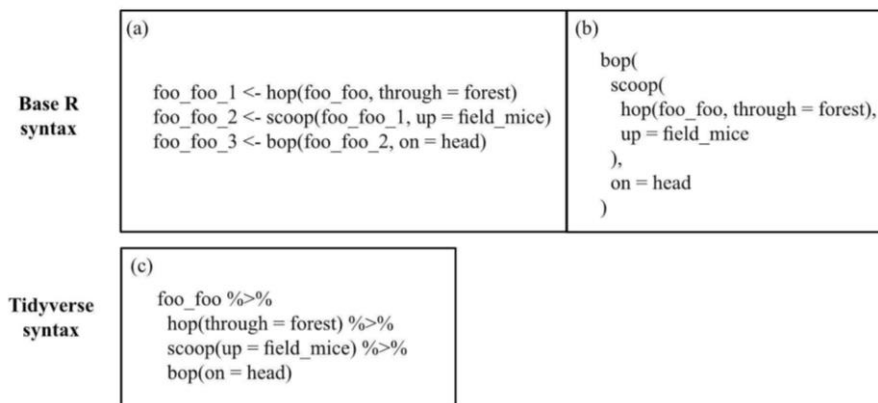 (a)
Base R
syntax
foo_foo_1 <- hop(foo_foo, through = forest)
foo_foo_2 <- scoop(foo_foo_1, up = field_mice)
foo_foo_3 <- bop(foo_foo_2, on = head)
(b)
bop(
scoop(
hop(foo_foo, through = forest),
up = field_mice
),
on = head
)
Tidyverse
syntax
(c)
foo_foo %>%
hop(through = forest) %>%
scoop(up = field_mice) %>%
bop(on = head)